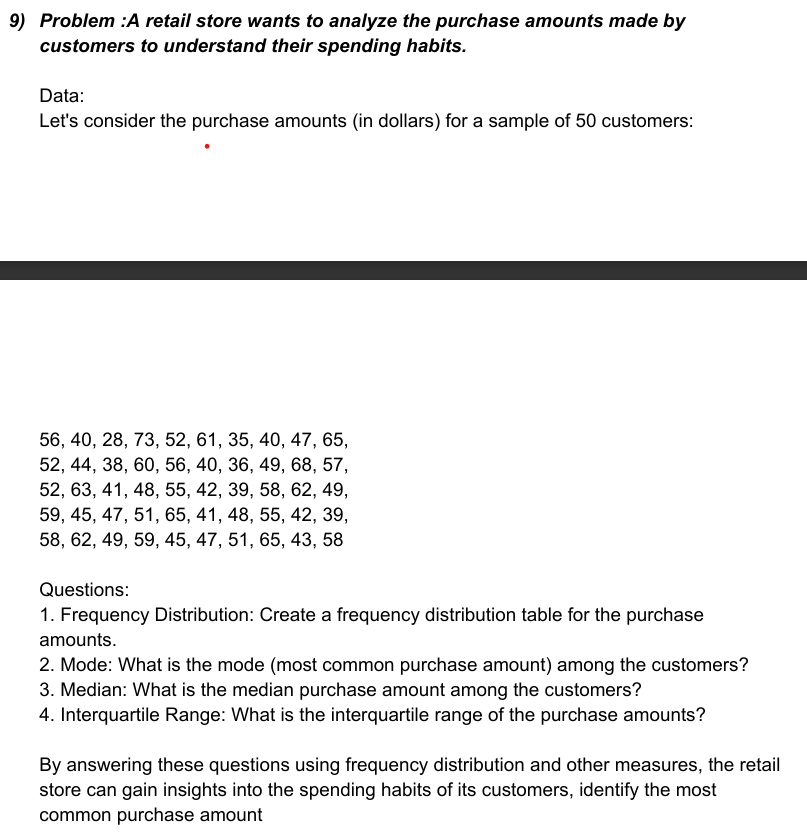 9) Problem :A retail store wants to analyze the purchase amounts made by
customers to understand their spending habits.
Data:
Let's consider the purchase amounts (in dollars) for a sample of 50 customers:
56, 40, 28, 73, 52, 61, 35, 40, 47, 65,
52, 44, 38, 60, 56, 40, 36, 49, 68, 57,
52, 63, 41, 48, 55, 42, 39, 58, 62, 49,
59, 45, 47, 51, 65, 41, 48, 55, 42, 39,
58, 62, 49, 59, 45, 47, 51, 65, 43, 58
Questions:
1. Frequency Distribution: Create a frequency distribution table for the purchase
amounts.
2. Mode: What is the mode (most common purchase amount) among the customers?
3. Median: What is the median purchase amount among the customers?
4. Interquartile Range: What is the interquartile range of the purchase amounts?
By answering these questions using frequency distribution and other measures, the retail
store can gain insights into the spending habits of its customers, identify the most
common purchase amount